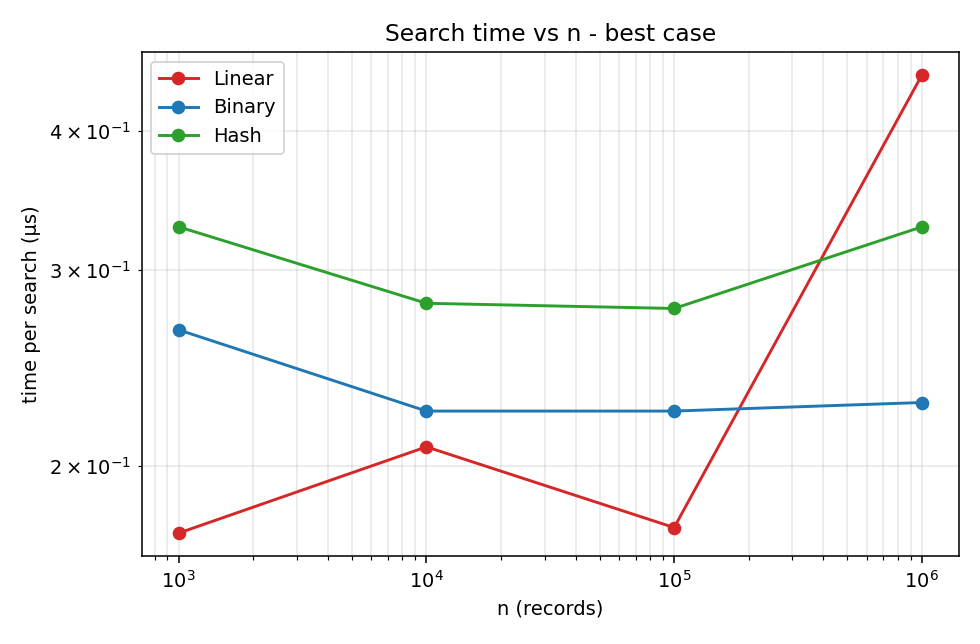 Search time vs n - best case
Linear
Binary
Hash
4 × 10⁻¹
3 × 10⁻¹
2 × 10⁻¹
time per search (µs)
10³ 10⁴ 10⁵ 10⁶
n (records)